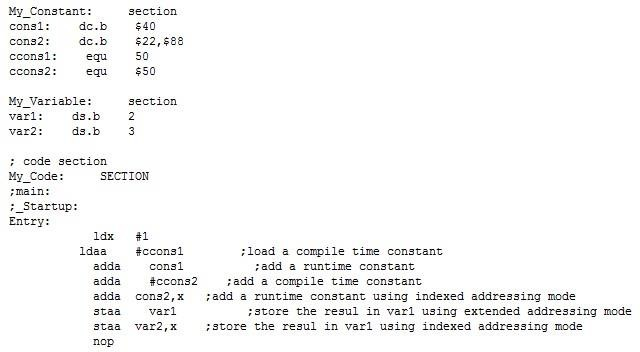 My_Constant: section
cons1: dc.b $40
cons2: dc.b $22,$88
ccons1: equ 50
ccons2: equ $50
My_Variable: section
var1: ds.b 2
var2: ds.b 3
; code section
My_Code: SECTION
;main:
;_Startup:
Entry:
ldx #1
ldaa #ccons1 ;load a compile time constant
adda cons1 ;add a runtime constant
adda #ccons2 ;add a compile time constant
adda cons2,x ;add a runtime constant using indexed addressing mode
staa var1 ;store the resul in var1 using extended addressing mode
staa var2,x ;store the resul in var1 using indexed addressing mode
nop